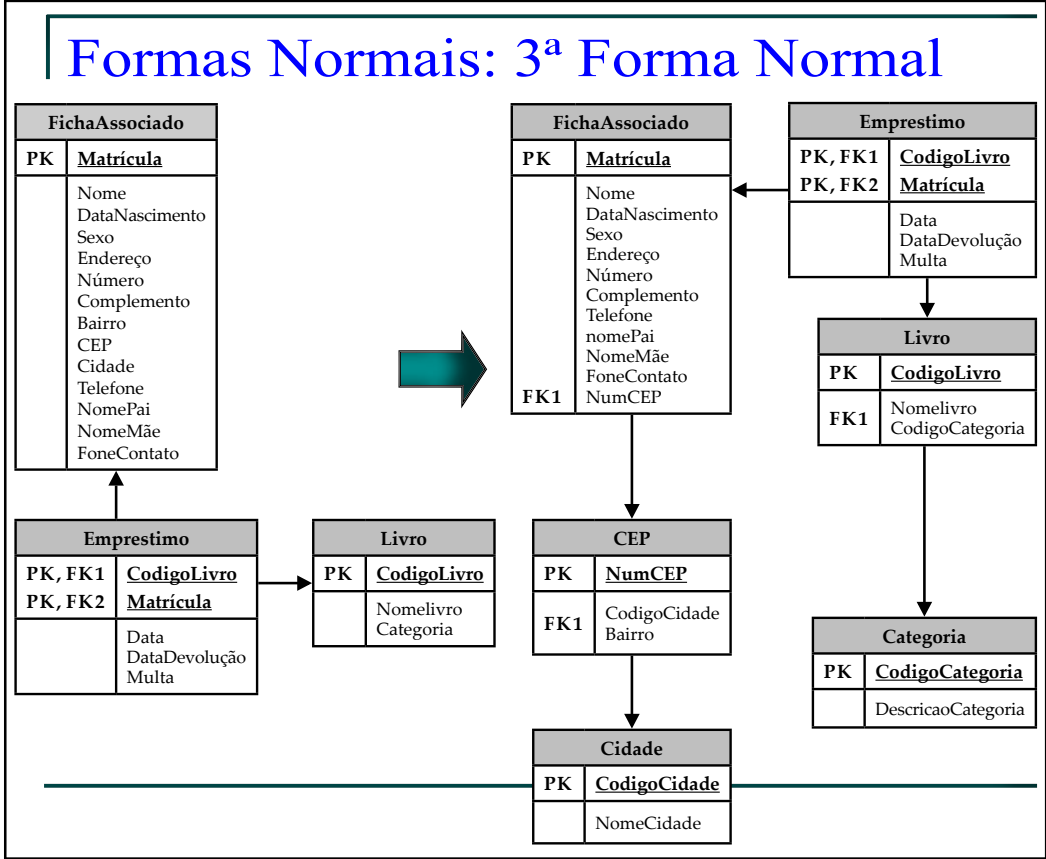 Formas Normais: 3ª Forma Normal
FichaAssociado
PK Matrícula
Nome
DataNascimento
Sexo
Endereço
Número
Complemento
Bairro
CEP
Cidade
Telefone
NomePai
NomeMãe
FoneContato
Emprestimo
PK, FK1 CodigoLivro
PK, FK2 Matrícula
Data
DataDevolução
Multa
Livro
PK CodigoLivro
Nomelivro
Categoria
FichaAssociado
PK Matrícula
Nome
DataNascimento
Sexo
Endereço
Número
Complemento
Telefone
nomePai
NomeMãe
FoneContato
FK1 NumCEP
CEP
PK NumCEP
FK1 CodigoCidade
Bairro
Cidade
PK CodigoCidade
NomeCidade
Emprestimo
PK, FK1 CodigoLivro
PK, FK2 Matrícula
Data
DataDevolução
Multa
Livro
PK CodigoLivro
FK1 Nomelivro
CodigoCategoria
Categoria
PK CodigoCategoria
DescricaoCategoria